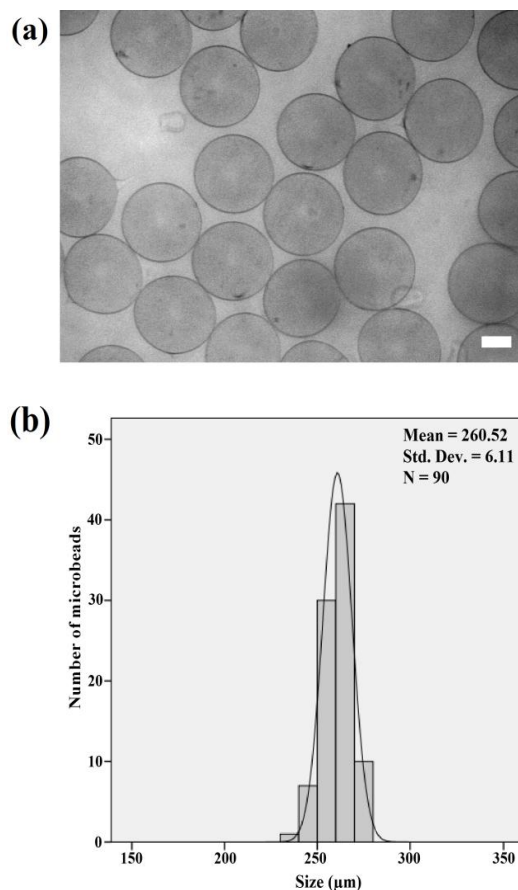 (a)
(b)
Mean = 260.52
Std. Dev. = 6.11
N = 90
50
40
30
20
10
0
Number of microbeads
150 200 250 300 350
Size (μm)